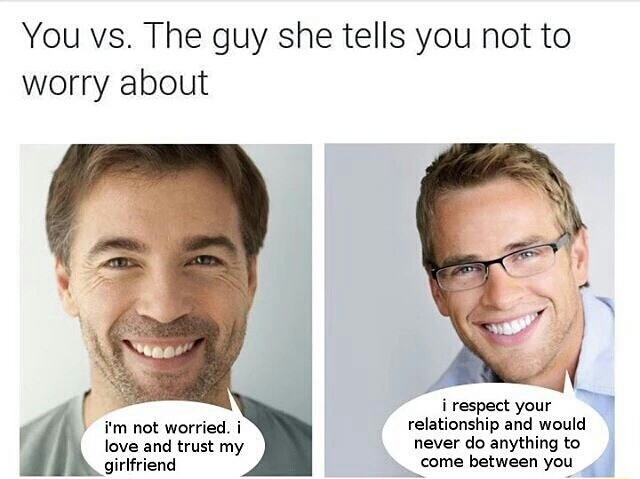 You vs. The guy she tells you not to
worry about
i'm not worried. i
love and trust my
girlfriend
i respect your
relationship and would
never do anything to
come between you